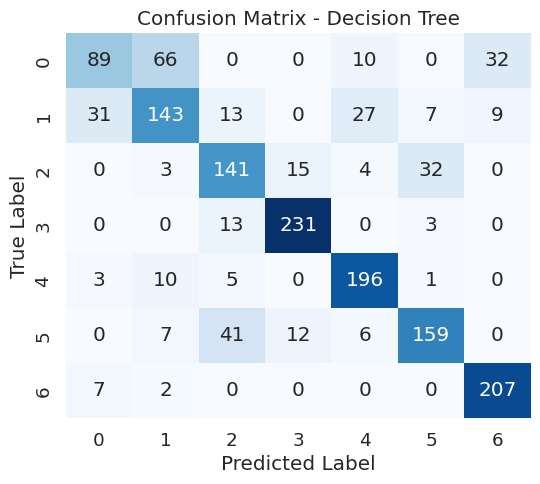 Confusion Matrix - Decision Tree
True Label
0 89 66 0 0 10 0 32
1 31 143 13 0 27 7 9
2 0 3 141 15 4 32 0
3 0 0 13 231 0 3 0
4 3 10 5 0 196 1 0
5 0 7 41 12 6 159 0
6 7 2 0 0 0 0 207
0 1 2 3 4 5 6
Predicted Label